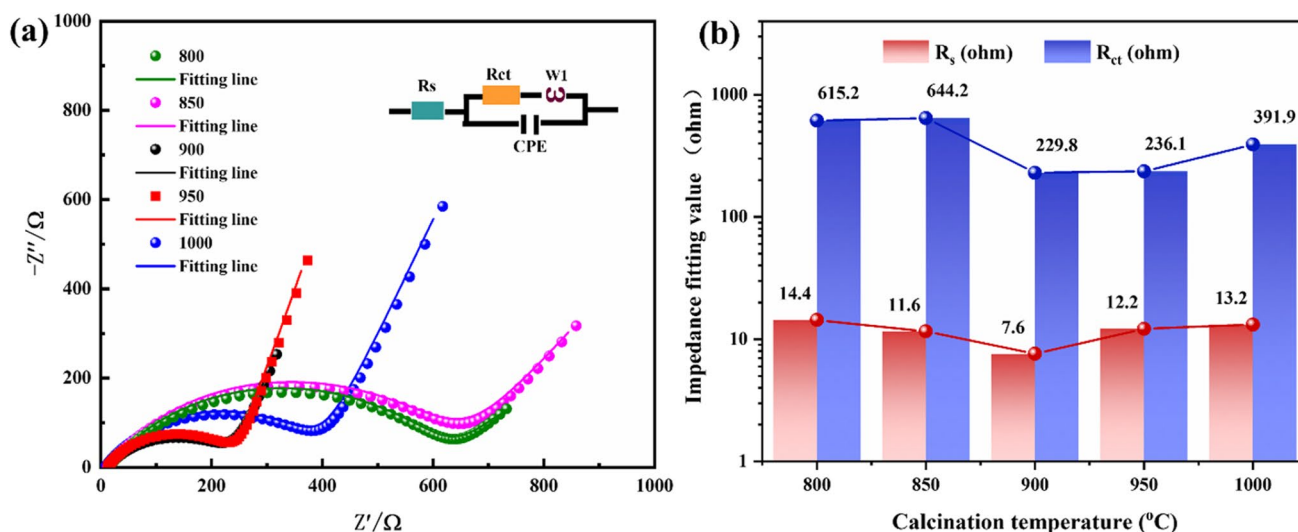 (a)
1000
800
600
400
200
0
−Z″/Ω
800
Fitting line
850
Fitting line
900
Fitting line
950
Fitting line
1000
Fitting line
Rs
Rct
W1
CPE
0 200 400 600 800 1000
Z′/Ω
(b)
Rs (ohm)
Rct (ohm)
Impedance fitting value (ohm)
1000
100
10
1
615.2
644.2
229.8
236.1
391.9
14.4
11.6
7.6
12.2
13.2
800 850 900 950 1000
Calcination temperature (⁰C)